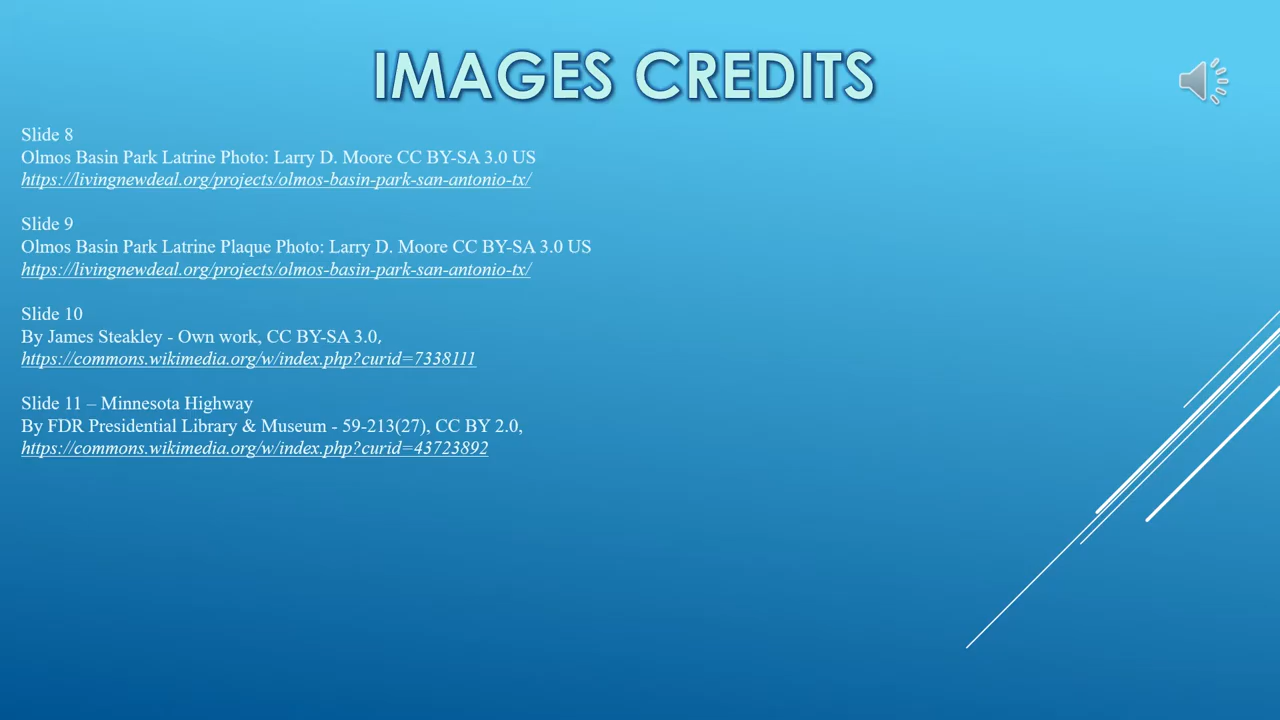 IMAGES CREDITS
Slide 8
Olmos Basin Park Latrine Photo: Larry D. Moore CC BY-SA 3.0 US
https://livingnewdeal.org/projects/olmos-basin-park-san-antonio-tx/
Slide 9
Olmos Basin Park Latrine Plaque Photo: Larry D. Moore CC BY-SA 3.0 US
https://livingnewdeal.org/projects/olmos-basin-park-san-antonio-tx/
Slide 10
By James Steakley - Own work, CC BY-SA 3.0,
https://commons.wikimedia.org/w/index.php?curid=7338111
Slide 11 – Minnesota Highway
By FDR Presidential Library & Museum - 59-213(27), CC BY 2.0,
https://commons.wikimedia.org/w/index.php?curid=43723892